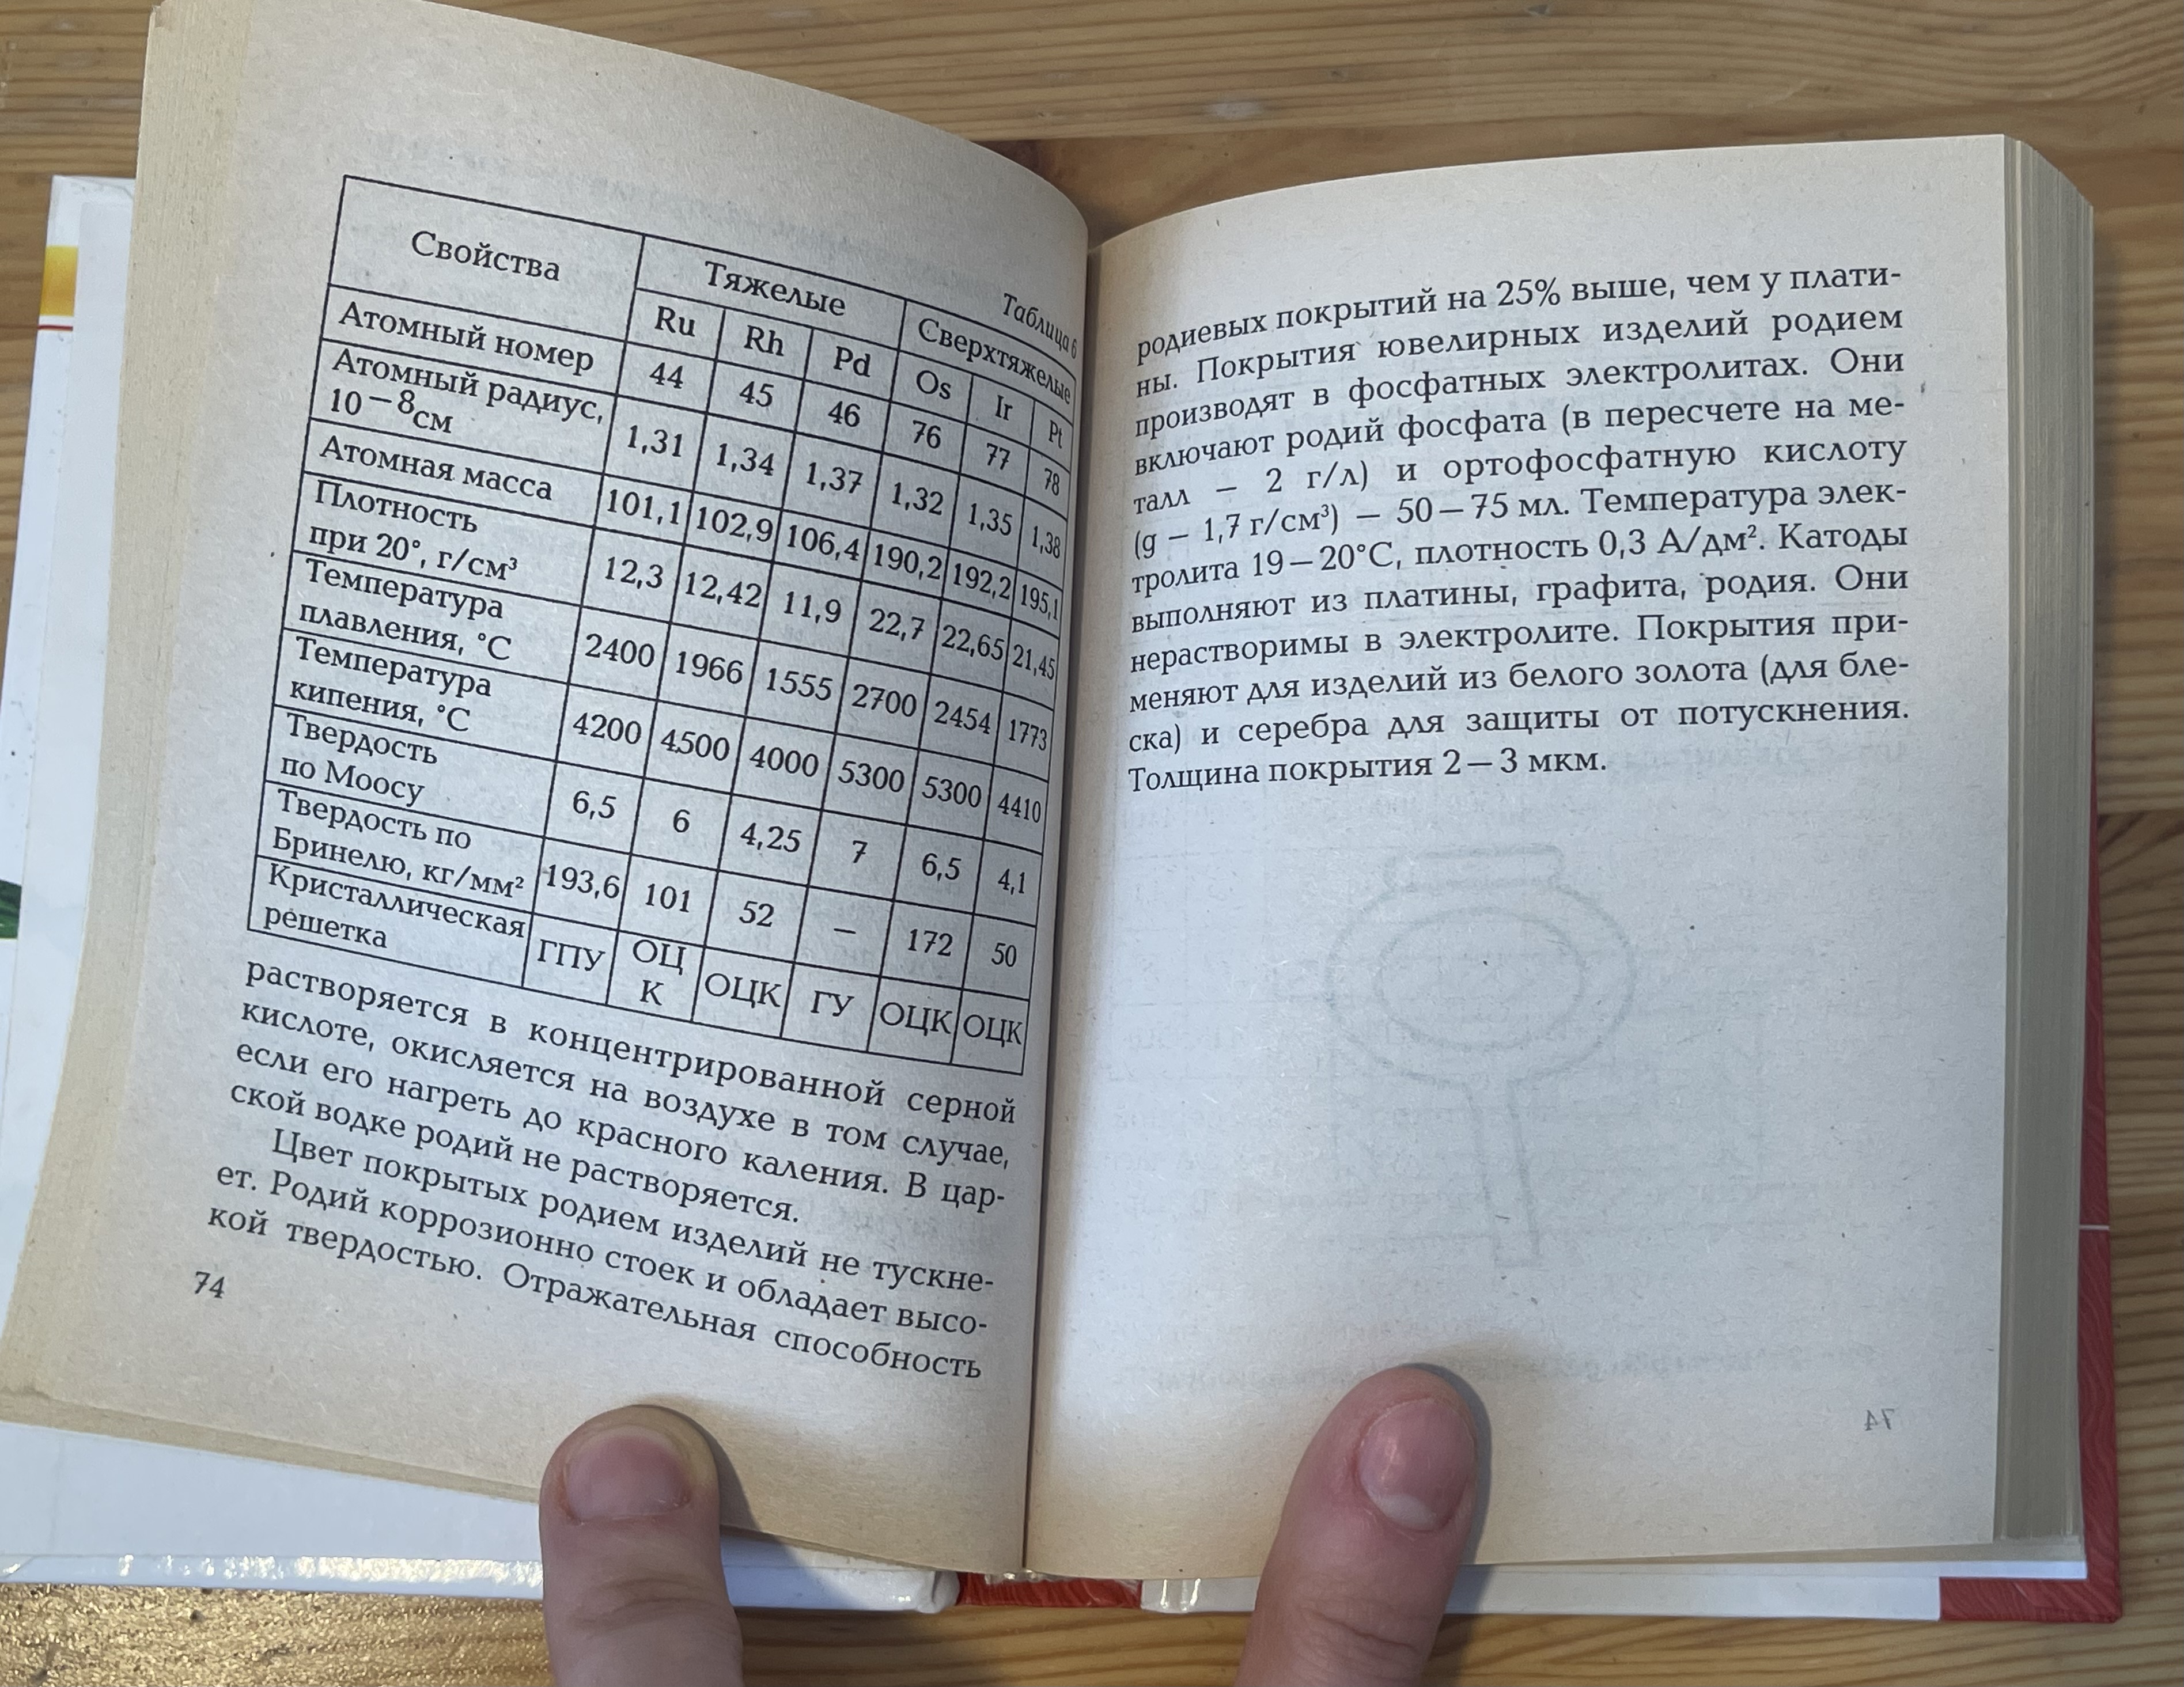 Таблица 6
Свойства Тяжелые Сверхтяжелые
Ru Rh Pd Os Ir Pt
Атомный номер 44 45 46 76 77 78
Атомный радиус,
10⁻⁸см 1,31 1,34 1,37 1,32 1,35 1,38
Атомная масса 101,1 102,9 106,4 190,2 192,2 195,1
Плотность
при 20°, г/см³ 12,3 12,42 11,9 22,7 22,65 21,45
Температура
плавления, °С 2400 1966 1555 2700 2454 1773
Температура
кипения, °С 4200 4500 4000 5300 5300 4410
Твердость
по Моосу 6,5 6 4,25 7 6,5 4,1
Твердость по
Бринелю, кг/мм² 193,6 101 52 – 172 50
Кристаллическая
решетка ГПУ ОЦ
К ОЦК ГУ ОЦК ОЦК
растворяется в концентрированной серной
кислоте, окисляется на воздухе в том случае,
если его нагреть до красного каления. В цар-
ской водке родий не растворяется.
Цвет покрытых родием изделий не тускне-
ет. Родий коррозионно стоек и обладает высо-
кой твердостью. Отражательная способность
74
родиевых покрытий на 25% выше, чем у плати-
ны. Покрытия ювелирных изделий родием
производят в фосфатных электролитах. Они
включают родий фосфата (в пересчете на ме-
талл – 2 г/л) и ортофосфатную кислоту
(g – 1,7 г/см³) – 50–75 мл. Температура элек-
тролита 19–20°С, плотность 0,3 А/дм². Катоды
выполняют из платины, графита, родия. Они
нерастворимы в электролите. Покрытия при-
меняют для изделий из белого золота (для бле-
ска) и серебра для защиты от потускнения.
Толщина покрытия 2–3 мкм.